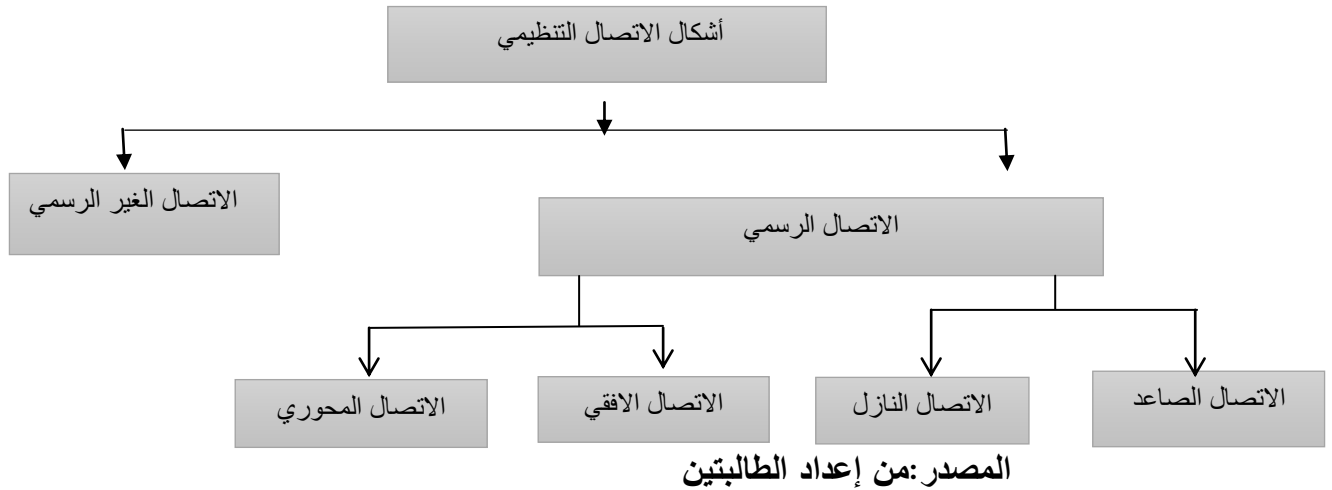 أشكال الاتصال التنظيمي
الاتصال الغير الرسمي
الاتصال الرسمي
الاتصال الصاعد
الاتصال النازل
الاتصال الافقي
الاتصال المحوري
المصدر:من إعداد الطالبتين